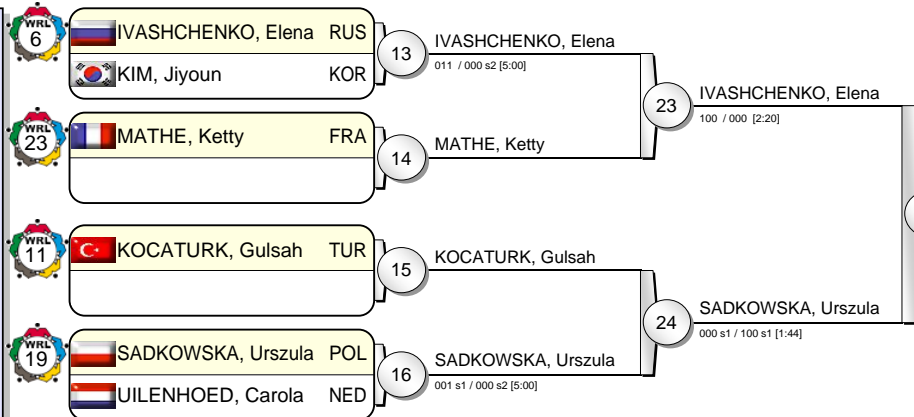 WRL
6
IVASHCHENKO, Elena RUS
KIM, Jiyoun KOR
13
IVASHCHENKO, Elena
011 / 000 s2 [5:00]
23
IVASHCHENKO, Elena
100 / 000 [2:20]
WRL
23
MATHE, Ketty FRA
14
MATHE, Ketty
WRL
11
KOCATURK, Gulsah TUR
15
KOCATURK, Gulsah
24
SADKOWSKA, Urszula
000 s1 / 100 s1 [1:44]
WRL
19
SADKOWSKA, Urszula POL
UILENHOED, Carola NED
16
SADKOWSKA, Urszula
001 s1 / 000 s2 [5:00]